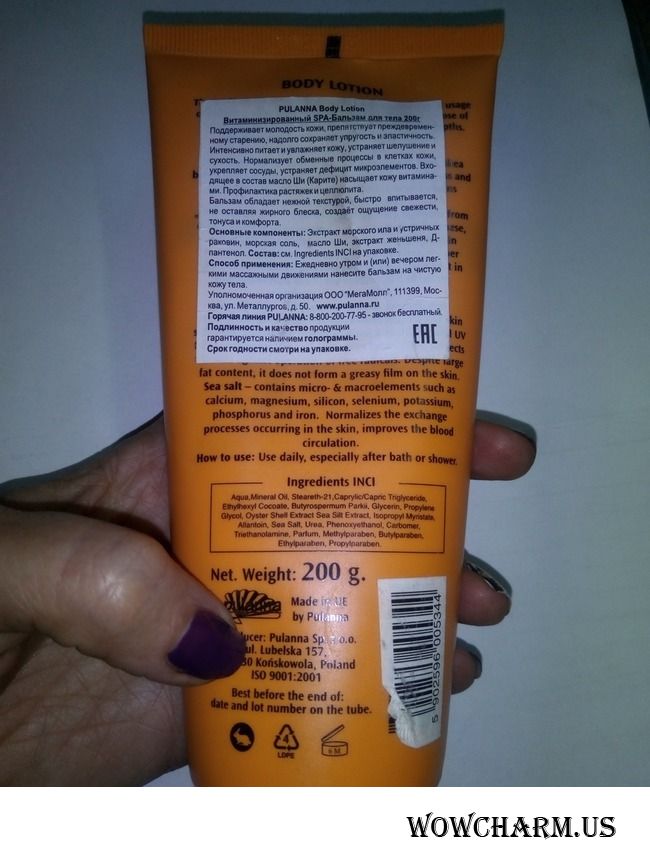 BODY LOTION
usage
PULANNA Body Lotion
Витаминизированный SPA-Бальзам для тела 200г
Поддерживает молодость кожи, препятствует преждевремен-
ному старению, надолго сохраняет упругость и эластичность.
Интенсивно питает и увлажняет кожу, устраняет шелушение и
сухость. Нормализует обменные процессы в клетках кожи,
укрепляет сосуды, устраняет дефицит микроэлементов. Вхо-
дящее в состав масло Ши (Карите) насыщает кожу витамина-
ми. Профилактика растяжек и целлюлита.
Бальзам обладает нежной текстурой, быстро впитывается,
не оставляя жирного блеска, создаёт ощущение свежести,
тонуса и комфорта.
Основные компоненты: Экстракт морского ила и устричных
раковин, морская соль, масло Ши, экстракт женьшеня, Д-
пантенол. Состав: см. Ingredients INCI на упаковке.
Способ применения: Ежедневно утром и (или) вечером лег-
кими массажными движениями нанесите бальзам на чистую
кожу тела.
Уполномоченная организация ООО "МегаМолл", 111399, Мос-
ква, ул. Металлургов, д. 50. www.pulanna.ru
Горячая линия PULANNA: 8-800-200-77-95 - звонок бесплатный.
Подлинность и качество продукции
гарантируется наличием голограммы.
Срок годности смотри на упаковке.
EAC
and
from
in
UV
free radicals. Despite large
fat content, it does not form a greasy film on the skin.
Sea salt – contains micro- & macroelements such as
calcium, magnesium, silicon, selenium, potassium,
phosphorus and iron. Normalizes the exchange
processes occurring in the skin, improves the blood
circulation.
How to use: Use daily, especially after bath or shower.
Ingredients INCI
Aqua,Mineral Oil, Steareth-21,Caprylic/Capric Triglyceride,
Ethylhexyl Cocoate, Butyrospermum Parkii, Glycerin, Propylene
Glycol, Oyster Shell Extract Sea Silt Extract, Isopropyl Myristate,
Allantoin, Sea Salt, Urea, Phenoxyethanol, Carbomer,
Triethanolamine, Parfum, Methylparaben, Butylparaben,
Ethylparaben, Propylparaben.
Net. Weight: 200 g.
Made in UE
by Pulanna
ucer: Pulanna Sp. o.o.
ul. Lubelska 157,
30 Końskowola, Poland
ISO 9001:2001
Best before the end of:
date and lot number on the tube.
4
LDPE
6 M
5 902596 005344
WOWCHARM.US